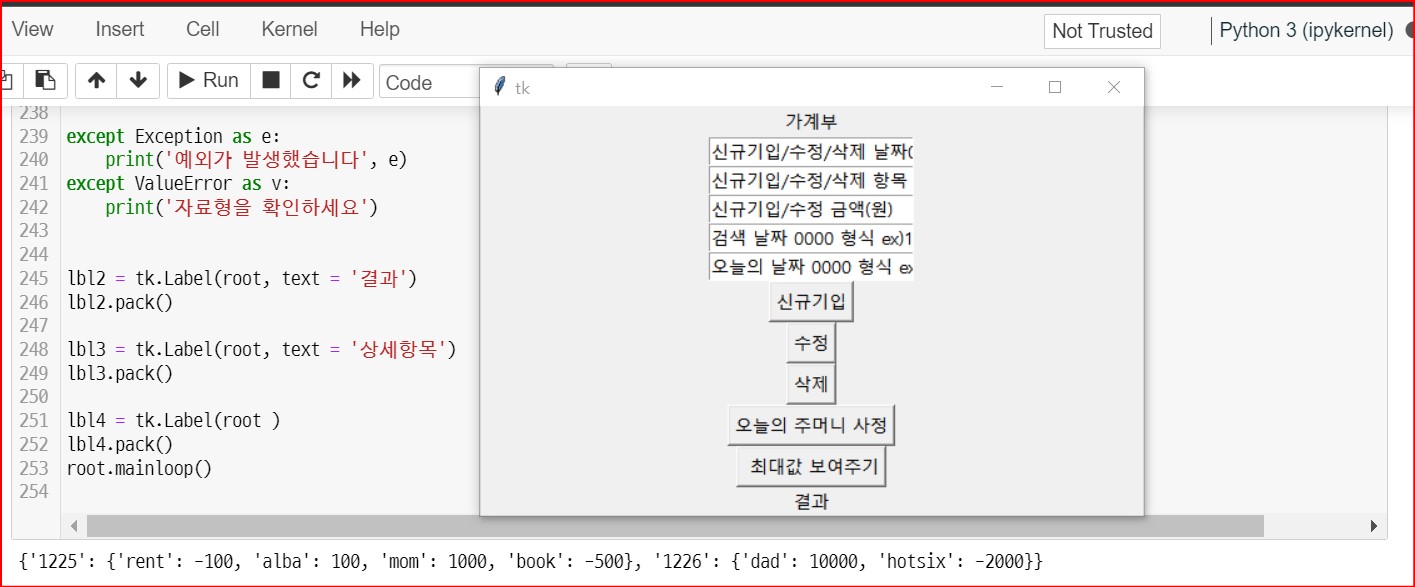 View Insert Cell Kernel Help Not Trusted Python 3 (ipykernel)
Run Code
tk
238
239 except Exception as e:
240 print('예외가 발생했습니다', e)
241 except ValueError as v:
242 print('자료형을 확인하세요')
243
244
245 lbl2 = tk.Label(root, text = '결과')
246 lbl2.pack()
247
248 lbl3 = tk.Label(root, text = '상세항목')
249 lbl3.pack()
250
251 lbl4 = tk.Label(root )
252 lbl4.pack()
253 root.mainloop()
254
가계부
신규기입/수정/삭제 날짜
신규기입/수정/삭제 항목
신규기입/수정 금액(원)
검색 날짜 0000 형식 ex)1
오늘의 날짜 0000 형식 ex
신규기입
수정
삭제
오늘의 주머니 사정
최대값 보여주기
결과
{'1225': {'rent': -100, 'alba': 100, 'mom': 1000, 'book': -500}, '1226': {'dad': 10000, 'hotsix': -2000}}